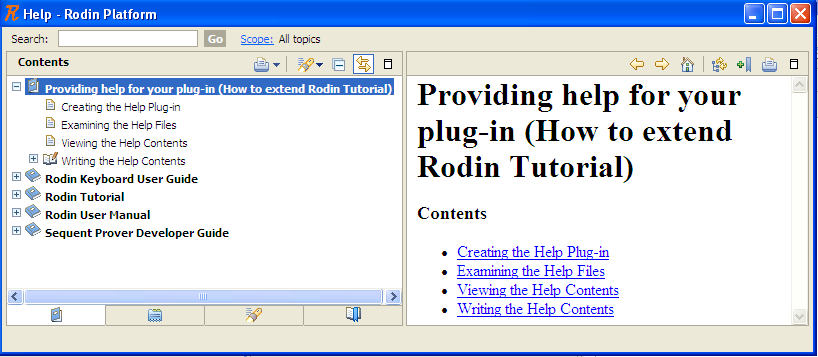 Help - Rodin Platform
Search: Go Scope: All topics
Contents
Providing help for your plug-in (How to extend Rodin Tutorial)
Creating the Help Plug-in
Examining the Help Files
Viewing the Help Contents
Writing the Help Contents
Rodin Keyboard User Guide
Rodin Tutorial
Rodin User Manual
Sequent Prover Developer Guide
Providing help for your
plug-in (How to extend
Rodin Tutorial)
Contents
Creating the Help Plug-in
Examining the Help Files
Viewing the Help Contents
Writing the Help Contents